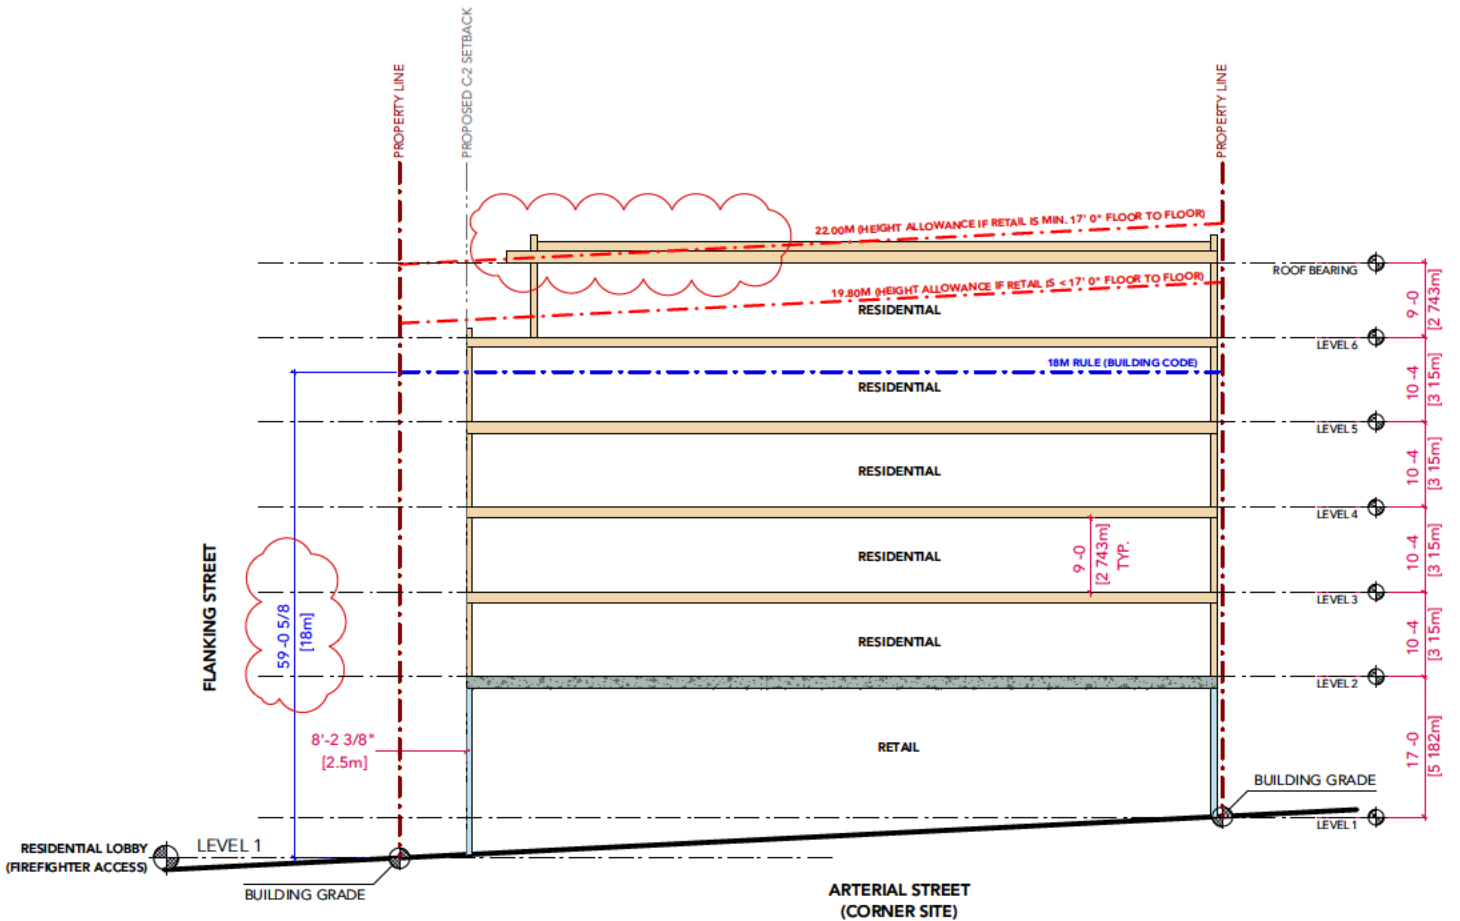 PROPERTY LINE
PROPOSED C-2 SETBACK
PROPERTY LINE
22.00M (HEIGHT ALLOWANCE IF RETAIL IS MIN. 17' 0" FLOOR TO FLOOR)
ROOF BEARING
19.80M (HEIGHT ALLOWANCE IF RETAIL IS < 17' 0" FLOOR TO FLOOR)
RESIDENTIAL
9 -0
[2 743m]
LEVEL 6
18M RULE (BUILDING CODE)
RESIDENTIAL
10 -4
[3 15m]
LEVEL 5
RESIDENTIAL
10 -4
[3 15m]
LEVEL 4
RESIDENTIAL
9 -0
[2 743m]
TYP.
10 -4
[3 15m]
LEVEL 3
FLANKING STREET
59 -0 5/8
[18m]
RESIDENTIAL
10 -4
[3 15m]
LEVEL 2
8'-2 3/8"
[2.5m]
RETAIL
17 -0
[5 182m]
BUILDING GRADE
LEVEL 1
RESIDENTIAL LOBBY
(FIREFIGHTER ACCESS)
LEVEL 1
BUILDING GRADE
ARTERIAL STREET
(CORNER SITE)